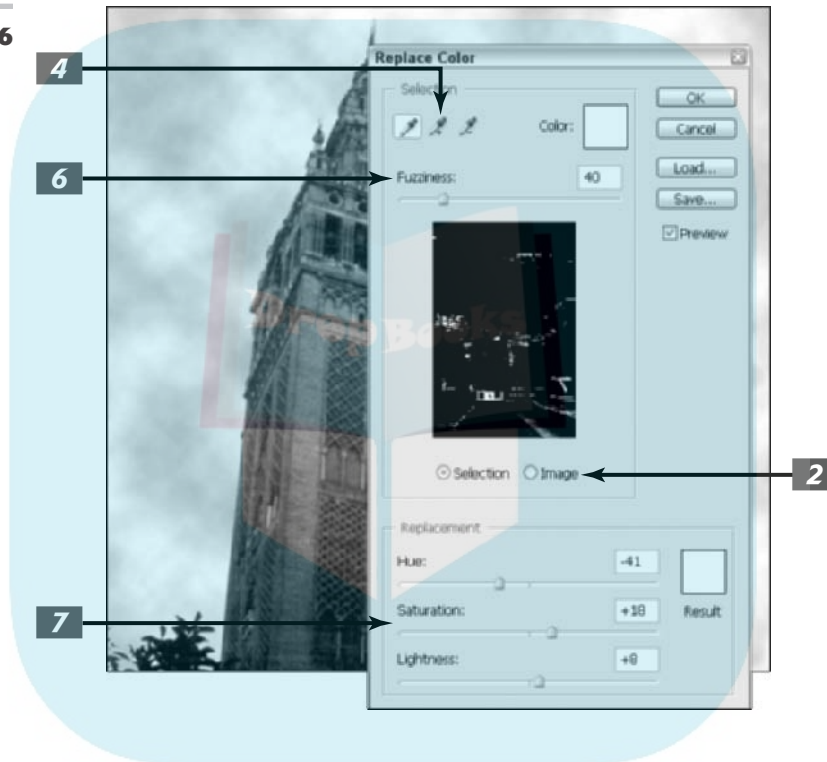 6
4
Replace Color
Selection
Color:
OK
Cancel
6
Fuzziness:
40
Load...
Save...
Preview
DropBooks
Selection
Image
2
Replacement
Hue:
-41
7
Saturation:
+18
Result
Lightness:
+8